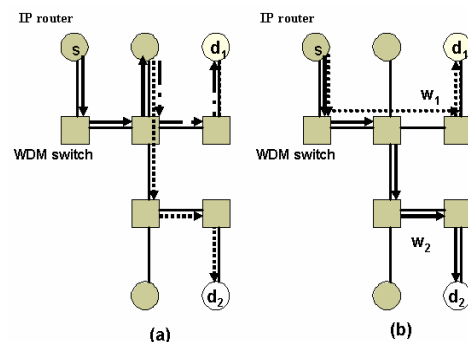 IP router
s
d1
WDM switch
d2
(a)
IP router
s
d1
w1
WDM switch
w2
d2
(b)